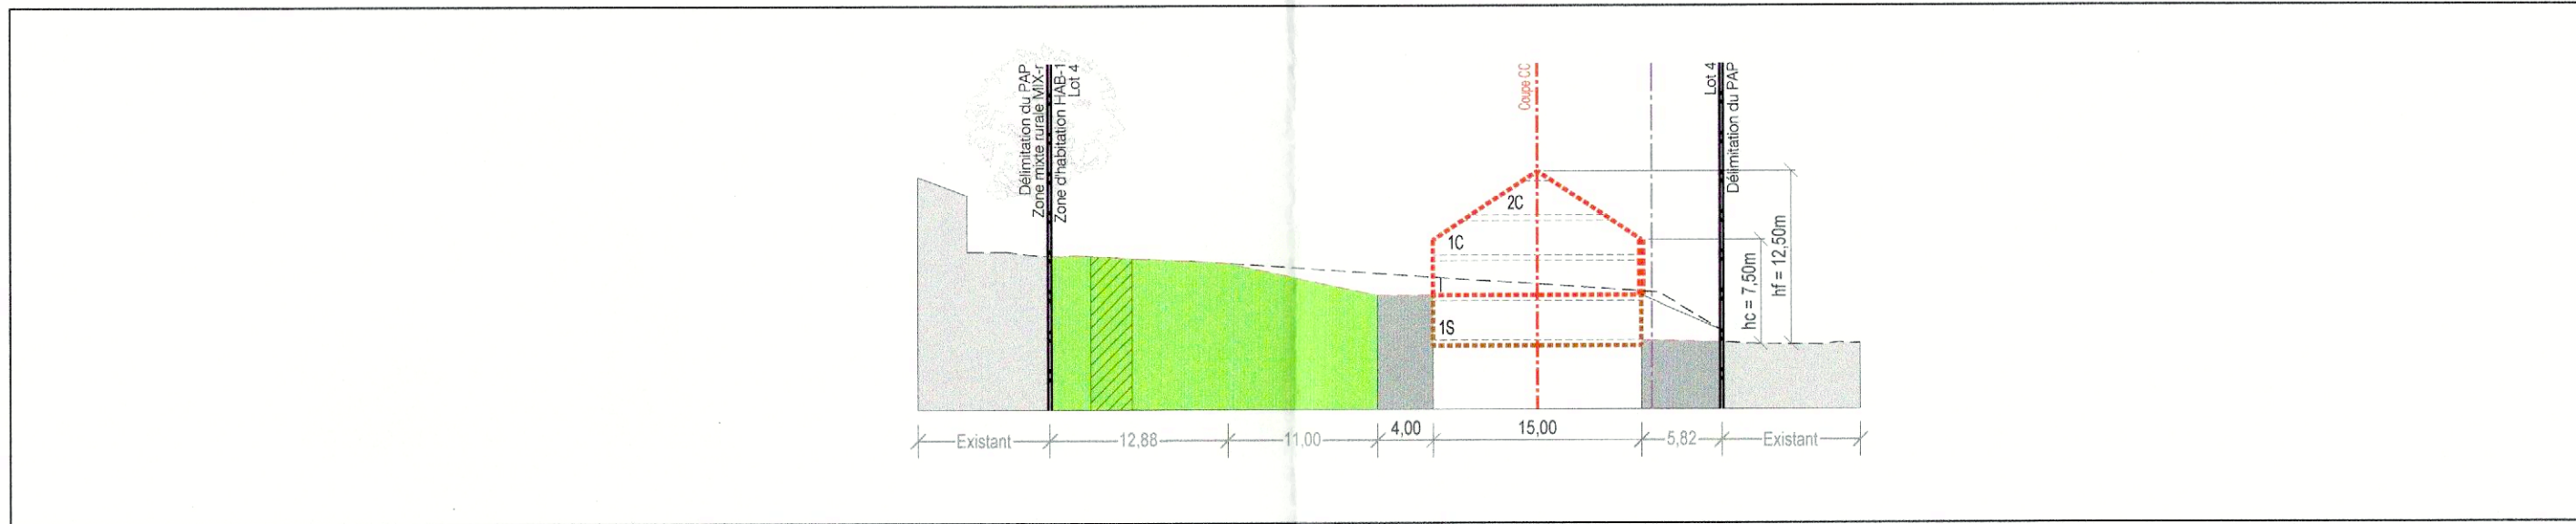 Délimitation du PAP
Zone mixte rurale MIX-r
Zone d'habitation HAB-1
Lot 4
Coupe CC
Lot 4
Délimitation du PAP
2C
1C
1S
hc = 7,50m
hf = 12,50m
Existant
12,88
11,00
4,00
15,00
5,82
Existant